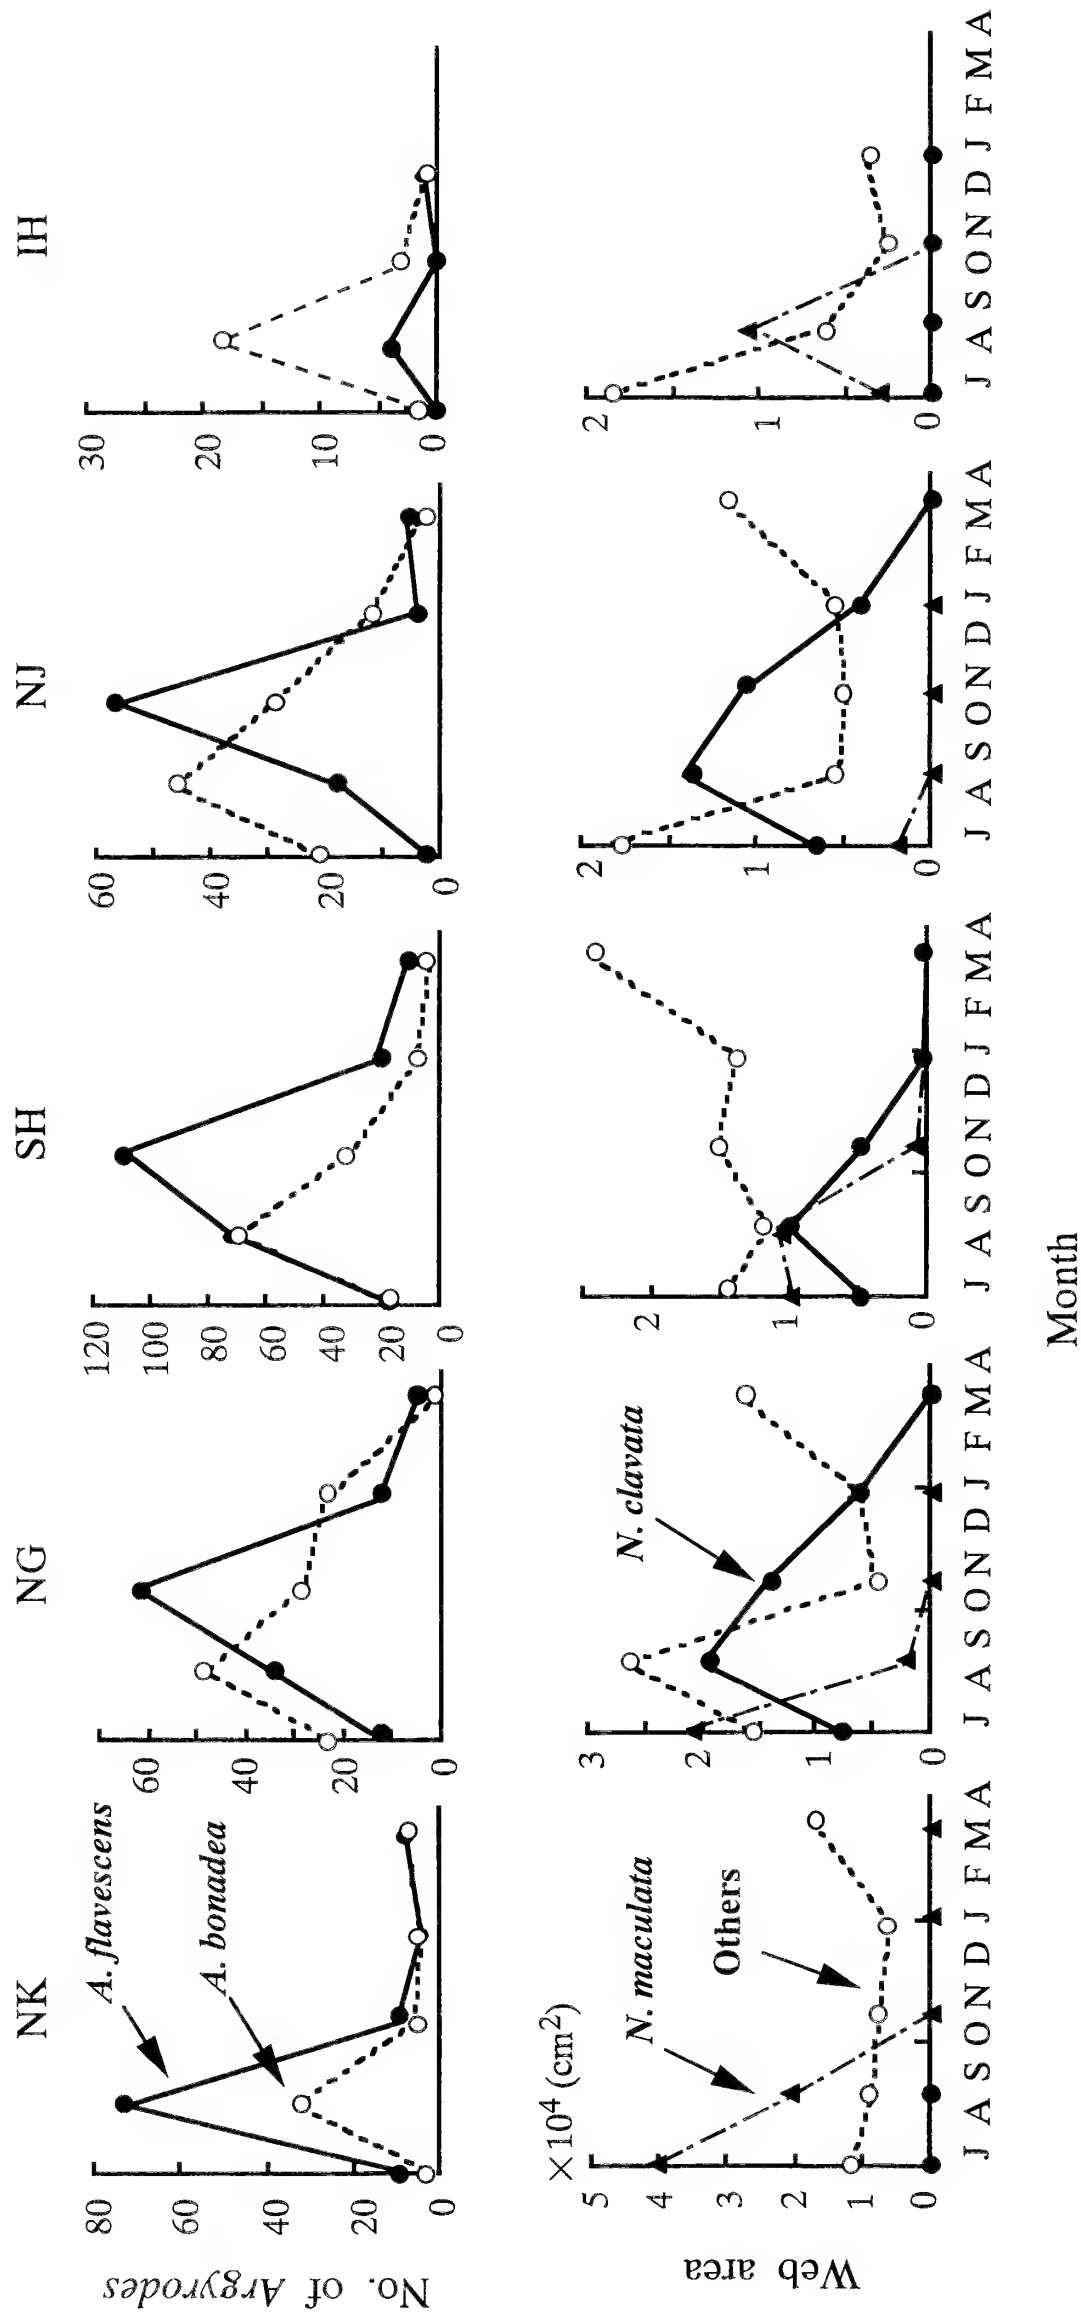 NK
NG
SH
NJ
IH
No. of Argyrodes
80
60
40
20
0
A. flavescens
A. bonadea
60
40
20
0
120
100
80
60
40
20
0
60
40
20
0
30
20
10
0
Web area
×10⁴ (cm²)
5
4
3
2
1
0
N. maculata
Others
3
2
1
0
N. clavata
2
1
0
2
1
0
2
1
0
J A S O N D J F M A
J A S O N D J F M A
J A S O N D J F M A
J A S O N D J F M A
J A S O N D J F M A
Month